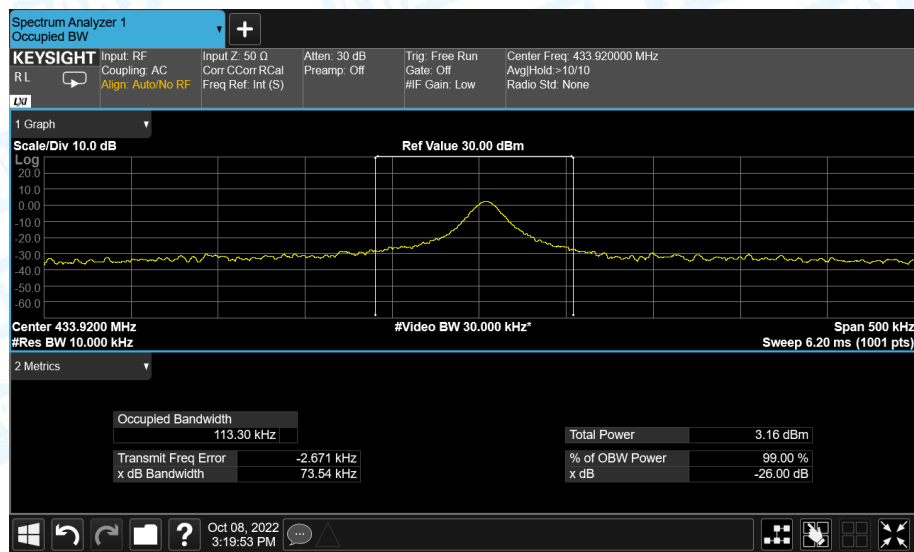 Spectrum Analyzer 1
Occupied BW
▼
+
KEYSIGHT
R L
LXI
Input: RF
Coupling: AC
Align: Auto/No RF
Input Z: 50 Ω
Corr CCorr RCal
Freq Ref: Int (S)
Atten: 30 dB
Preamp: Off
Trig: Free Run
Gate: Off
#IF Gain: Low
Center Freq: 433.920000 MHz
Avg|Hold:>10/10
Radio Std: None
1 Graph ▼
Scale/Div 10.0 dB Ref Value 30.00 dBm
Log
20.0
10.0
0.00
-10.0
-20.0
-30.0
-40.0
-50.0
-60.0
Center 433.9200 MHz #Video BW 30.000 kHz* Span 500 kHz
#Res BW 10.000 kHz Sweep 6.20 ms (1001 pts)
2 Metrics ▼
Occupied Bandwidth
113.30 kHz
Total Power 3.16 dBm
Transmit Freq Error -2.671 kHz % of OBW Power 99.00 %
x dB Bandwidth 73.54 kHz x dB -26.00 dB
?
Oct 08, 2022
3:19:53 PM